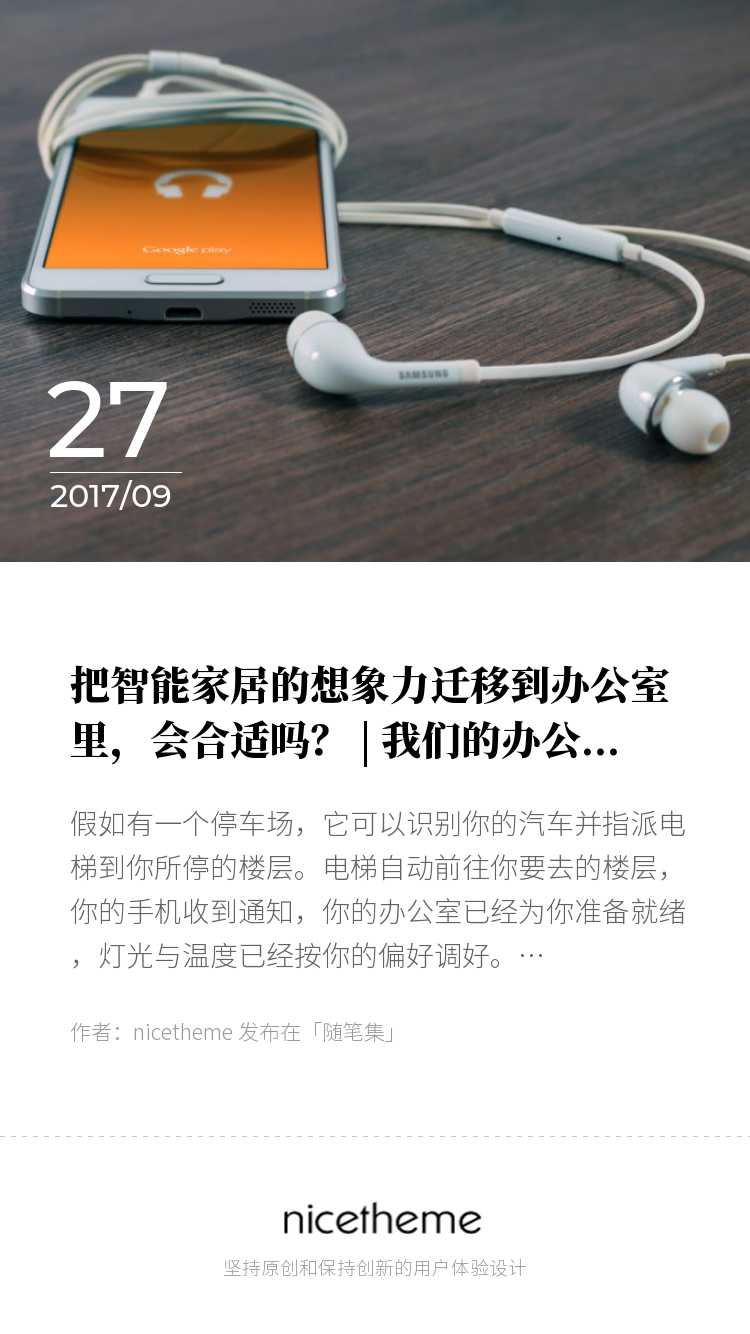 Google play
SAMSUNG
27
2017/09
把智能家居的想象力迁移到办公室
里，会合适吗？ | 我们的办公...
假如有一个停车场，它可以识别你的汽车并指派电
梯到你所停的楼层。电梯自动前往你要去的楼层，
你的手机收到通知，你的办公室已经为你准备就绪
，灯光与温度已经按你的偏好调好。…
作者：nicetheme 发布在「随笔集」
nicetheme
坚持原创和保持创新的用户体验设计